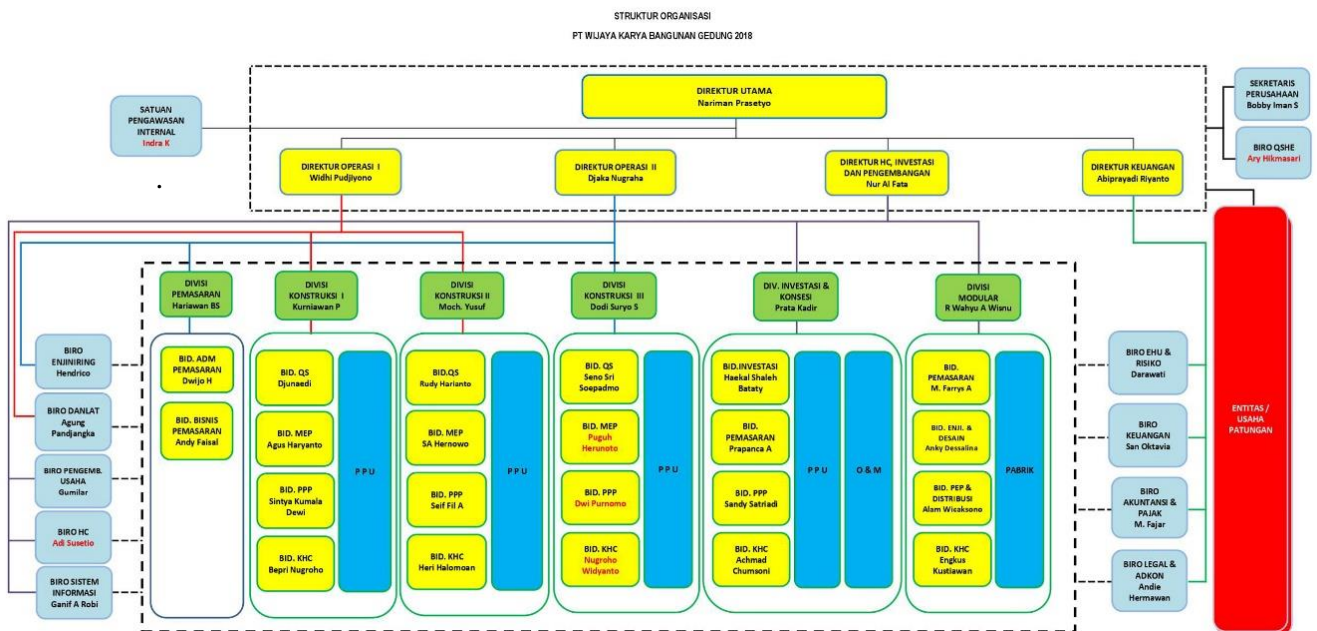 STRUKTUR ORGANISASI
PT WIJAYA KARYA BANGUNAN GEDUNG 2018
DIREKTUR UTAMA
Nariman Prasetyo
SATUAN
PENGAWASAN
INTERNAL
Indra K
SEKRETARIS
PERUSAHAAN
Bobby Iman S
BIRO QSHE
Ary Hikmasari
DIREKTUR OPERASI I
Widhi Pudjiyono
DIREKTUR OPERASI II
Djaka Nugraha
DIREKTUR HC, INVESTASI
DAN PENGEMBANGAN
Nur Al Fata
DIREKTUR KEUANGAN
Abiprayadi Riyanto
DIVISI
PEMASARAN
Hariawan BS
DIVISI
KONSTRUKSI I
Kurniawan P
DIVISI
KONSTRUKSI II
Moch. Yusuf
DIVISI
KONSTRUKSI III
Dodi Suryo S
DIV. INVESTASI &
KONSESI
Prata Kadir
DIVISI
MODULAR
R Wahyu A Wisnu
BIRO
ENJINIRING
Hendrico
BIRO DANLAT
Agung
Pandjangka
BIRO PENGEMB.
USAHA
Gumilar
BIRO HC
Adi Susetio
BIRO SISTEM
INFORMASI
Ganif A Robi
BID. ADM
PEMASARAN
Dwijo H
BID. BISNIS
PEMASARAN
Andy Faisal
BID. QS
Djunaedi
BID. MEP
Agus Haryanto
BID. PPP
Sintya Kumala
Dewi
BID. KHC
Bepri Nugroho
P P U
BID.QS
Rudy Harianto
BID. MEP
SA Hernowo
BID. PPP
Seif Fil A
BID. KHC
Heri Halomoan
P P U
BID. QS
Seno Sri
Soepadmo
BID. MEP
Puguh
Herunoto
BID. PPP
Dwi Purnomo
BID. KHC
Nugroho
Widyanto
P P U
BID.INVESTASI
Haekal Shaleh
Bataty
BID.
PEMASARAN
Prapanca A
BID. PPP
Sandy Satriadi
BID. KHC
Achmad
Chumsoni
P P U
O & M
BID.
PEMASARAN
M. Farrys A
BID. ENJI. &
DESAIN
Anky Dessalina
BID. PEP &
DISTRIBUSI
Alam Wicaksono
BID. KHC
Engkus
Kustiawan
PABRIK
BIRO EHU &
RISIKO
Darawati
BIRO
KEUANGAN
San Oktavia
BIRO
AKUNTANSI &
PAJAK
M. Fajar
BIRO LEGAL &
ADKON
Andie
Hermawan
ENTITAS /
USAHA
PATUNGAN